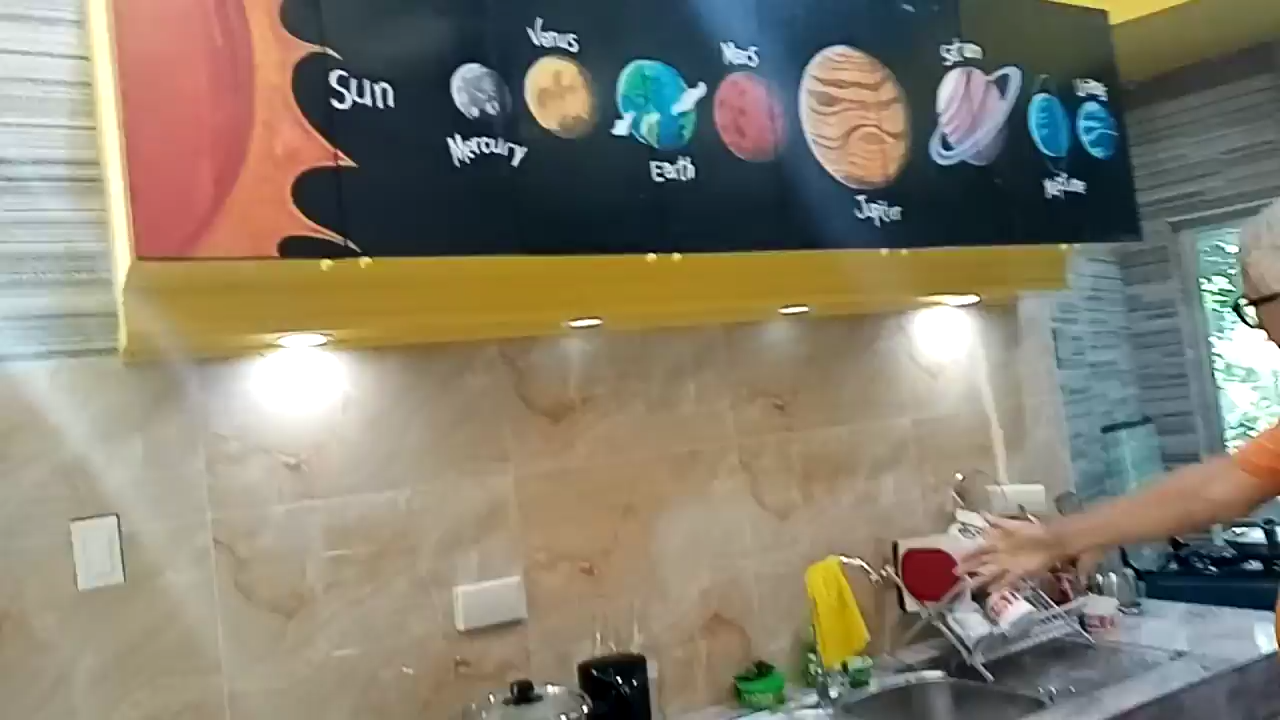 Sun
Mercury
Venus
Earth
Mars
Jupiter
Saturn
Neptune